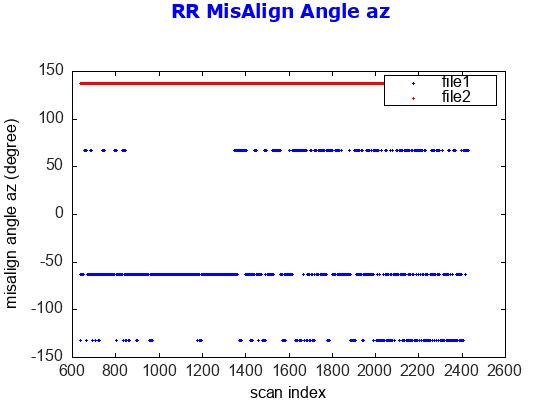 RR MisAlign Angle az
file1
file2
150
100
50
0
-50
-100
-150
misalign angle az (degree)
600 800 1000 1200 1400 1600 1800 2000 2200 2400 2600
scan index